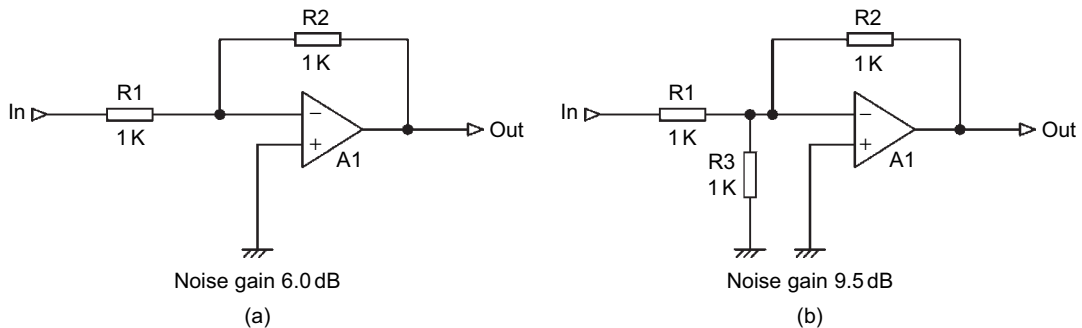 R2
1 K
In
R1
1 K
−
+
A1
Out
Noise gain 6.0 dB
(a)
R2
1 K
In
R1
1 K
R3
1 K
−
+
A1
Out
Noise gain 9.5 dB
(b)